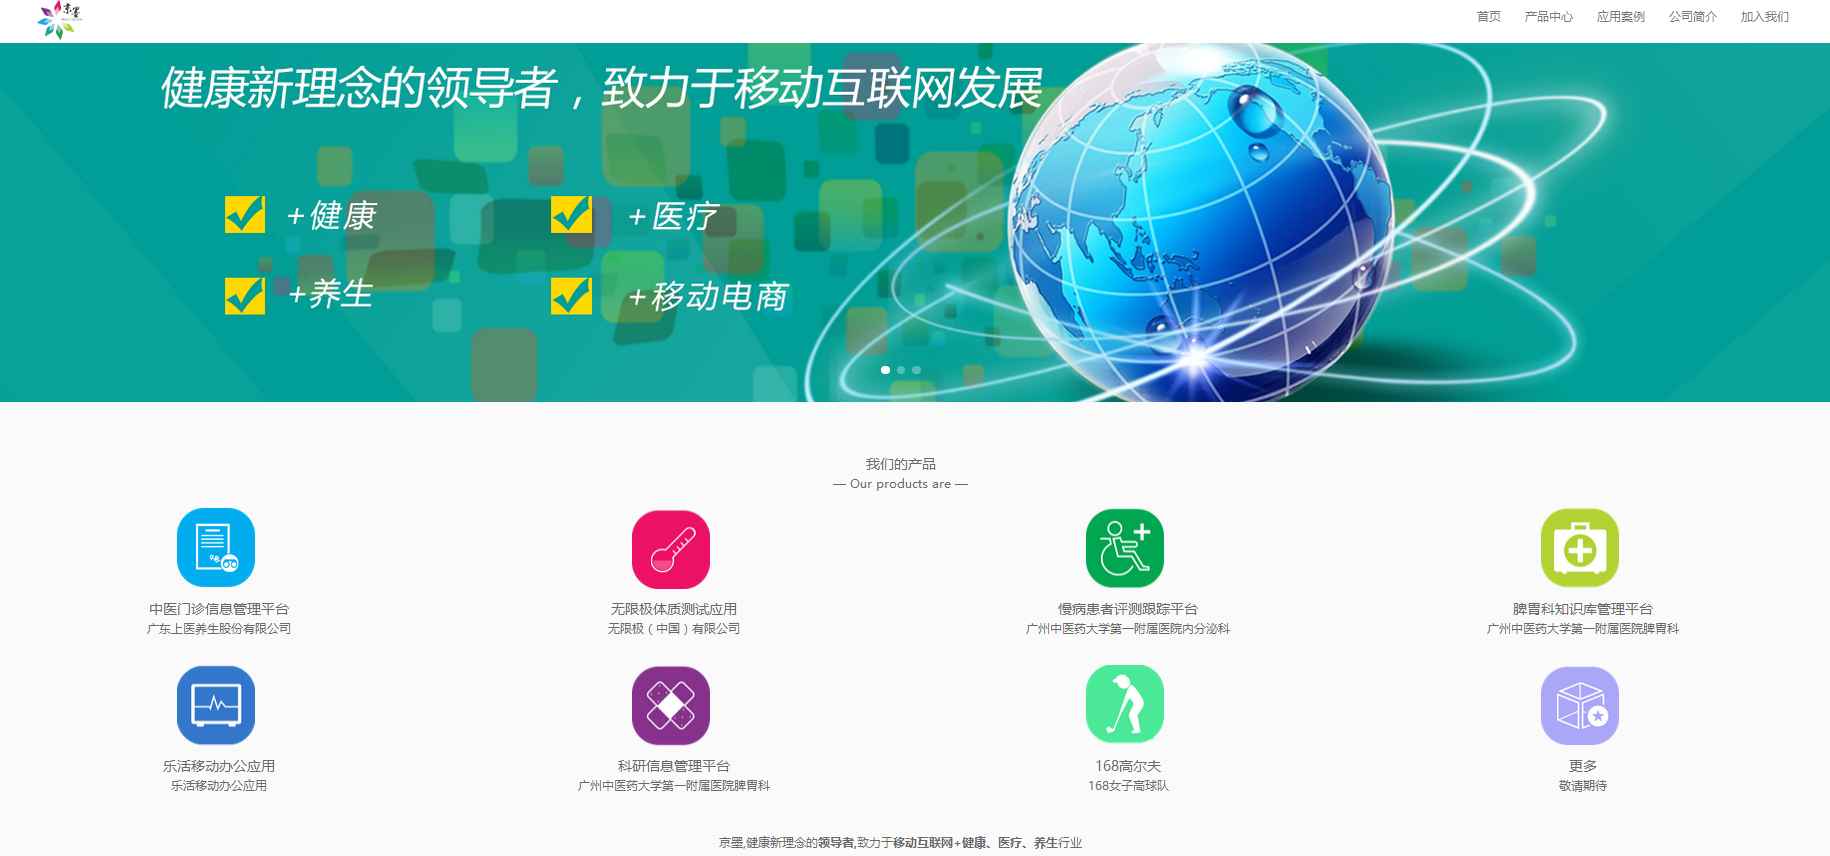 京墨
首页 产品中心 应用案例 公司简介 加入我们
健康新理念的领导者，致力于移动互联网发展
+健康 +医疗
+养生 +移动电商
我们的产品
— Our products are —
中医门诊信息管理平台 无限极体质测试应用 慢病患者评测跟踪平台 脾胃科知识库管理平台
广东上医养生股份有限公司 无限极（中国）有限公司 广州中医药大学第一附属医院内分泌科 广州中医药大学第一附属医院脾胃科
乐活移动办公应用 科研信息管理平台 168高尔夫 更多
乐活移动办公应用 广州中医药大学第一附属医院脾胃科 168女子高球队 敬请期待
京墨,健康新理念的领导者,致力于移动互联网+健康、医疗、养生行业